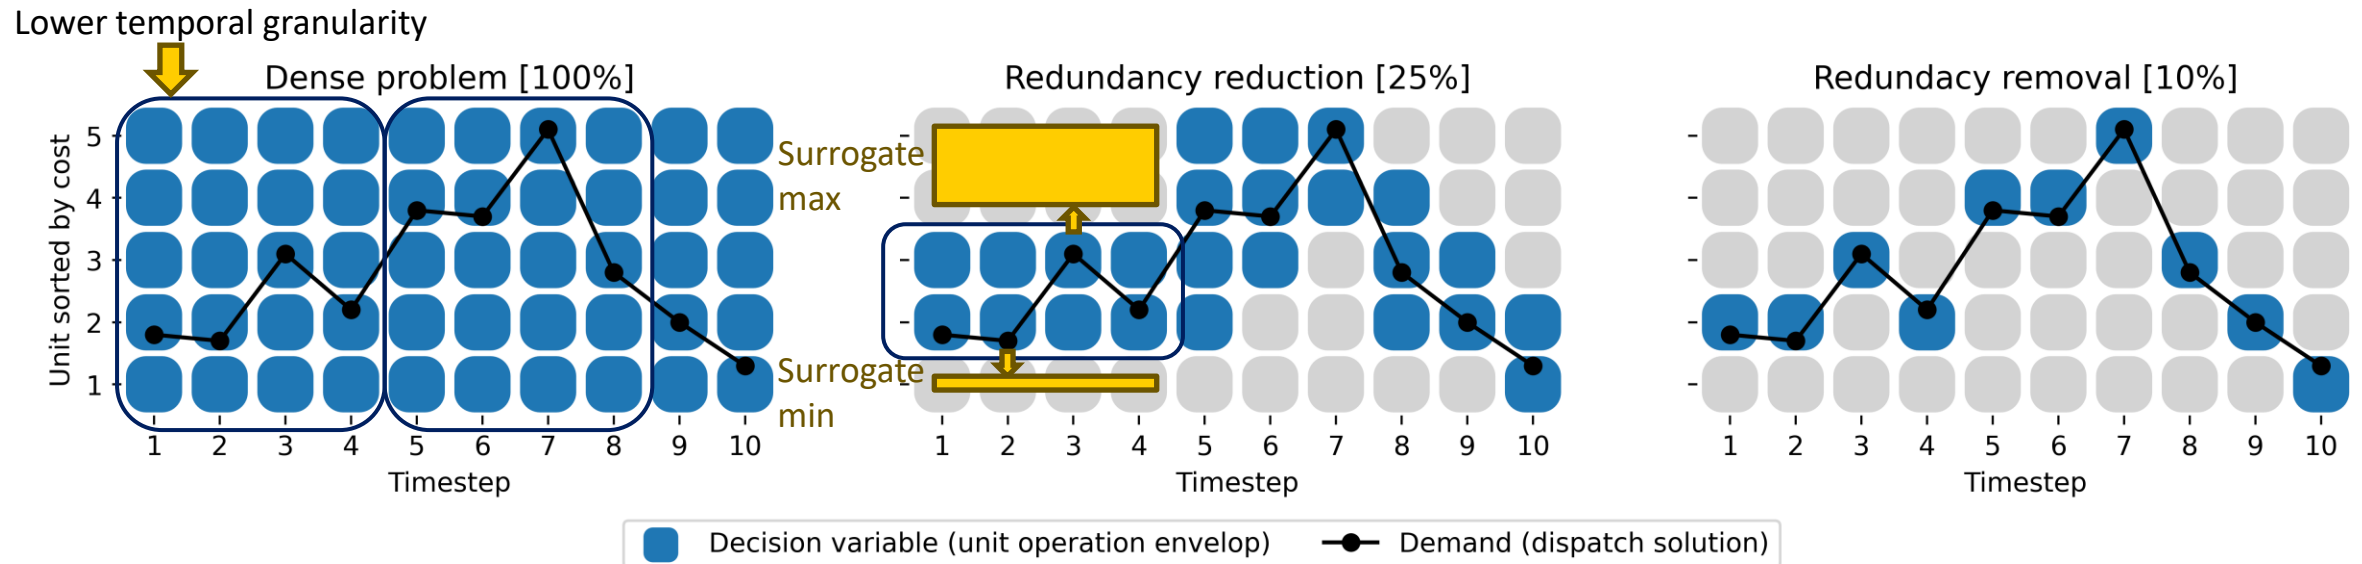 Lower temporal granularity
Dense problem [100%]
Redundancy reduction [25%]
Redundacy removal [10%]
Unit sorted by cost
5
4
3
2
1
Surrogate
max
Surrogate
min
1 2 3 4 5 6 7 8 9 10
1 2 3 4 5 6 7 8 9 10
1 2 3 4 5 6 7 8 9 10
Timestep
Timestep
Timestep
Decision variable (unit operation envelop)
Demand (dispatch solution)